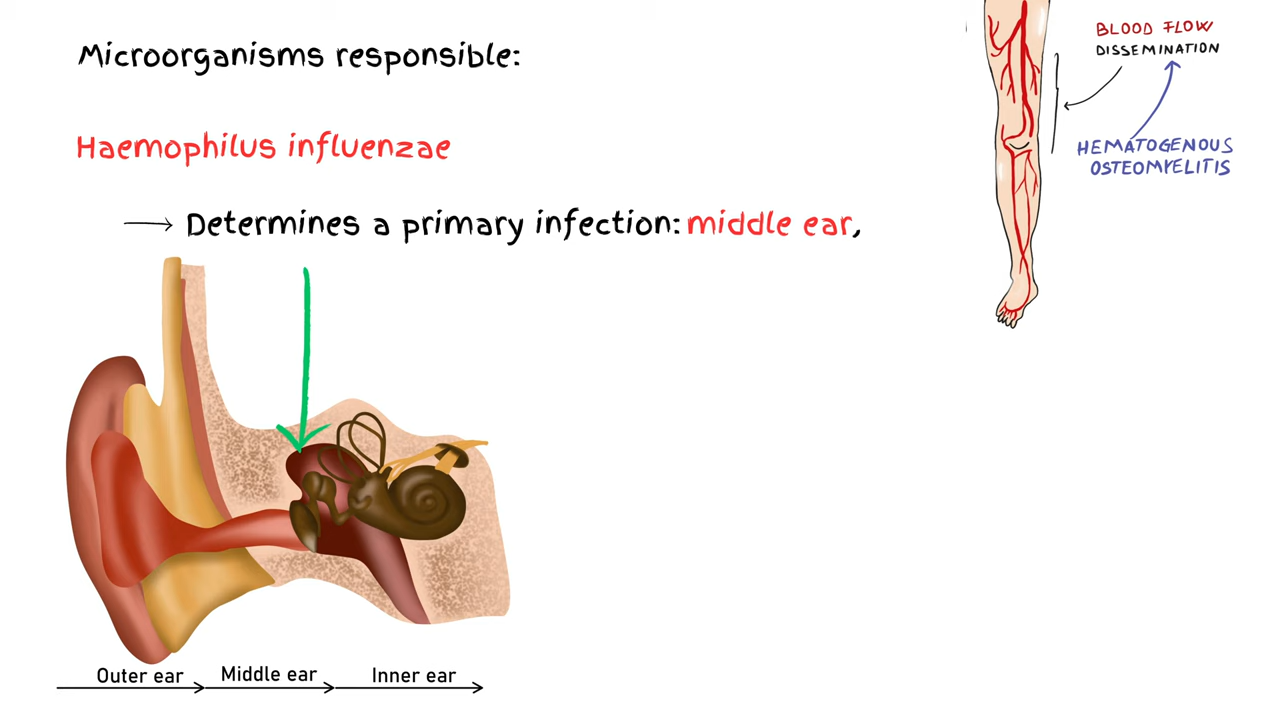 Microorganisms responsible:
Haemophilus influenzae
Determines a primary infection: middle ear,
BLOOD FLOW
DISSEMINATION
HEMATOGENOUS
OSTEOMYELITIS
Outer ear
Middle ear
Inner ear